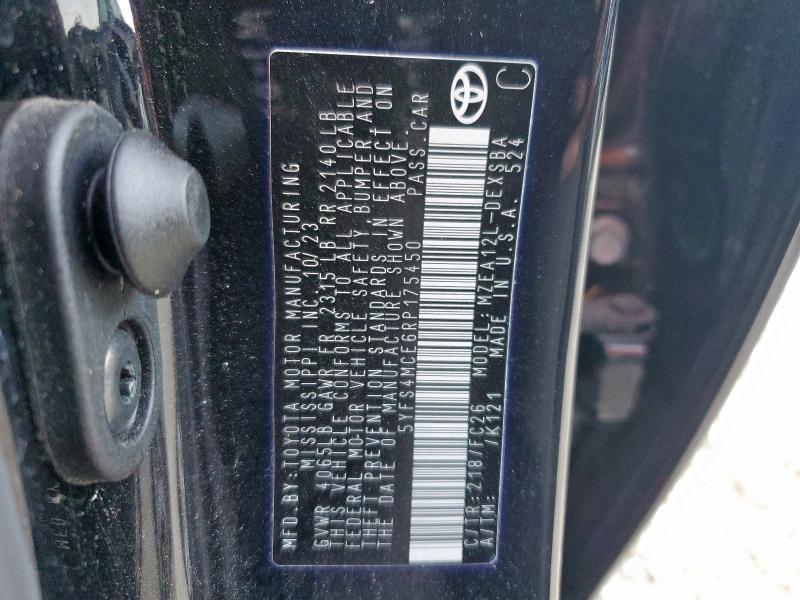 MFD.BY:TOYOTA MOTOR MANUFACTURING
MISSISSIPPI INC. 10/23
GVWR 4065LB GAWR FR 2315 LB RR 2140LB
THIS VEHICLE CONFORMS TO ALL APPLICABLE
FEDERAL MOTOR VEHICLE SAFETY BUMPER AND
THEFT PREVENTION STANDARDS IN EFFECT ON
THE DATE OF MANUFACTURE SHOWN ABOVE.
5YFS4MCE6RP175450 PASS.CAR
C/TR:218 /FC26 MODEL:MZEA12L-DEXSBA
A/TM: /K121 MADE IN U.S.A. 524
C